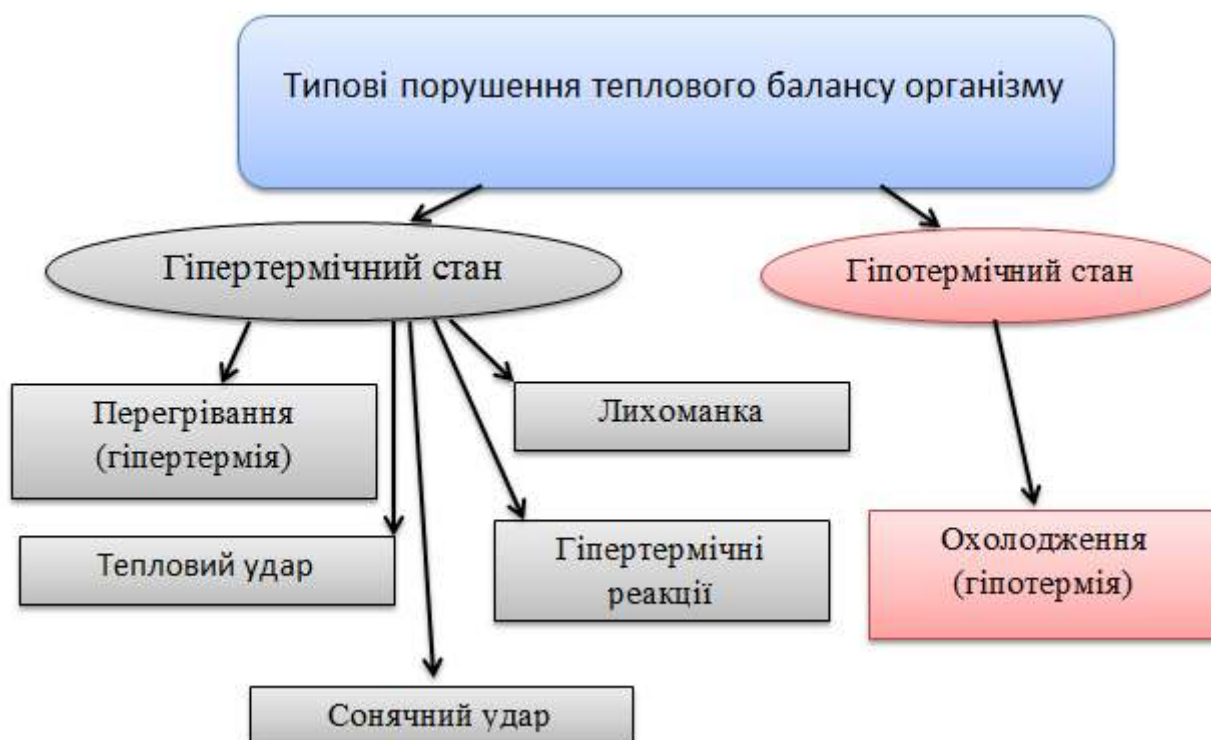 Типові порушення теплового балансу організму
Гіпертермічний стан
Гіпотермічний стан
Перегрівання
(гіпертермія)
Лихоманка
Тепловий удар
Гіпертермічні
реакції
Охолодження
(гіпотермія)
Сонячний удар